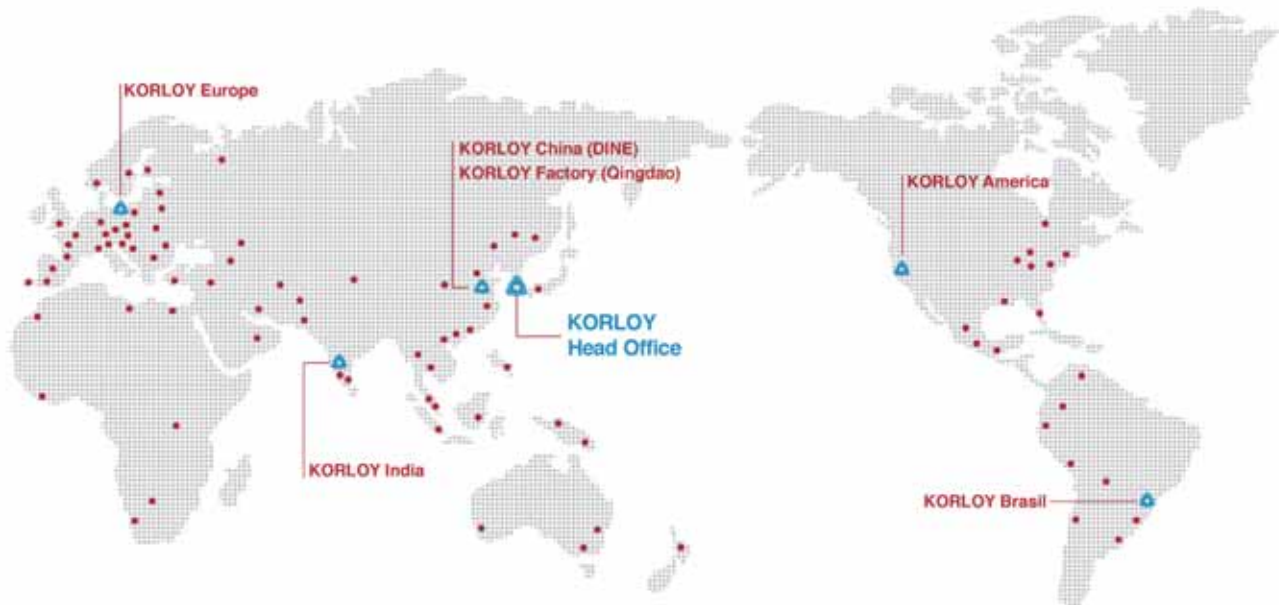 KORLOY Europe
KORLOY China (DINE)
KORLOY Factory (Qingdao)
KORLOY America
KORLOY
Head Office
KORLOY India
KORLOY Brasil